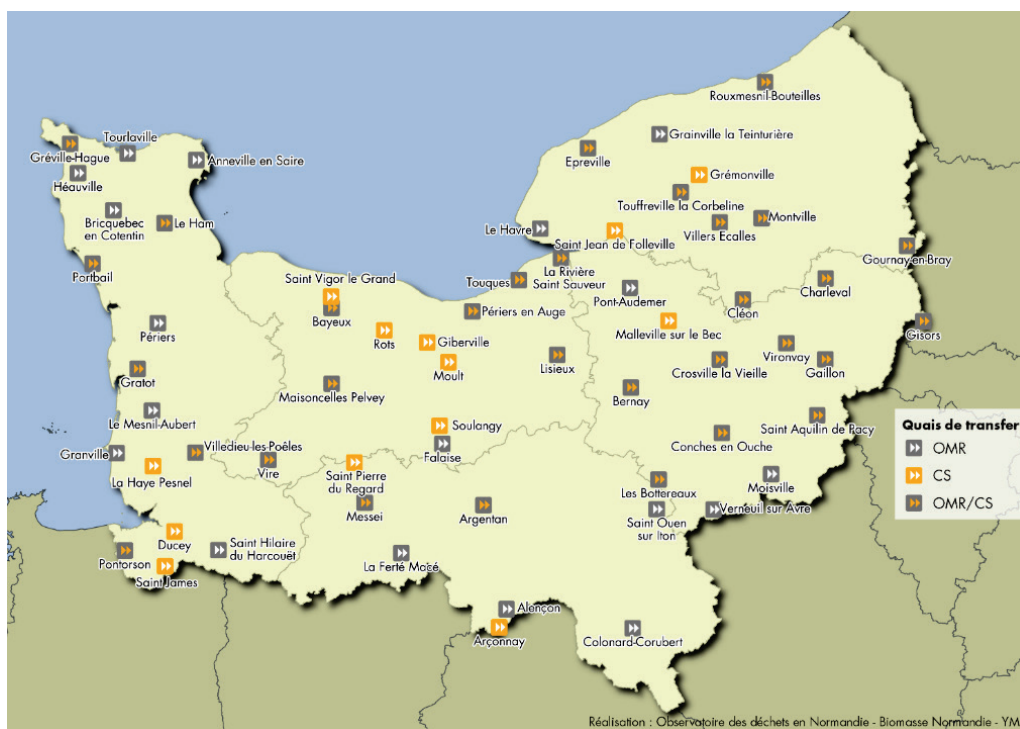 Rouxmesnil-Bouteilles
Tourlaville
Grainville la Teinturière
Gréville-Hague
Anneville en Saire
Epreville
Héauville
Grémonville
Touffreville la Corbeline
Bricquebec
en Cotentin
Le Ham
Montville
Le Havre
Villers Ecalles
Saint Jean de Folleville
Gournay-en-Bray
Portbail
La Rivière
Saint Sauveur
Saint Vigor le Grand
Touques
Pont-Audemer
Charleval
Cléon
Bayeux
Périers en Auge
Périers
Malleville sur le Bec
Gisors
Rots
Giberville
Vironvay
Moult
Lisieux
Crosville la Vieille
Gaillon
Gratot
Maisoncelles Pelvey
Bernay
Le Mesnil-Aubert
Soulangy
Saint Aquilin de Pacy
Quais de transfert
OMR
CS
OMR/CS
Granville
Villedieu-les-Poêles
Falaise
Conches en Ouche
Vire
La Haye Pesnel
Saint Pierre
du Regard
Moisville
Les Bottereaux
Messei
Argentan
Saint Ouen
sur Iton
Verneuil sur Avre
Ducey
Saint Hilaire
du Harcouët
Pontorson
La Ferté Macé
Saint James
Alençon
Arçonnay
Colonard-Corubert
Réalisation : Observatoire des déchets en Normandie - Biomasse Normandie - YM